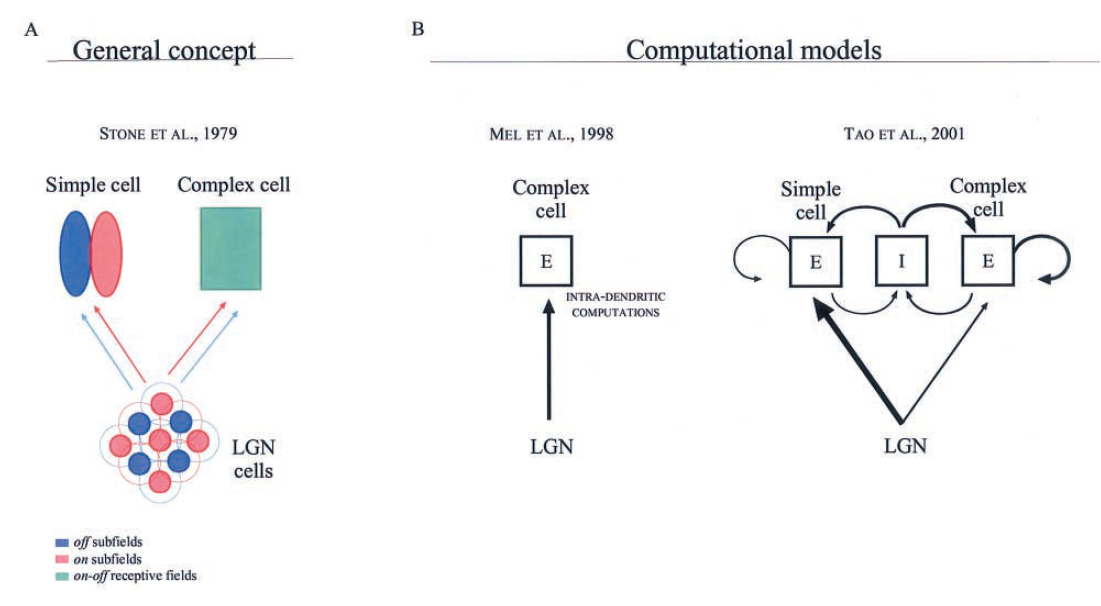 A
General concept
STONE ET AL., 1979
Simple cell
Complex cell
LGN
cells
off subfields
on subfields
on-off receptive fields
B
Computational models
MEL ET AL., 1998
Complex
cell
E
INTRA-DENDRITIC
COMPUTATIONS
LGN
TAO ET AL., 2001
Simple
cell
Complex
cell
E
I
E
LGN